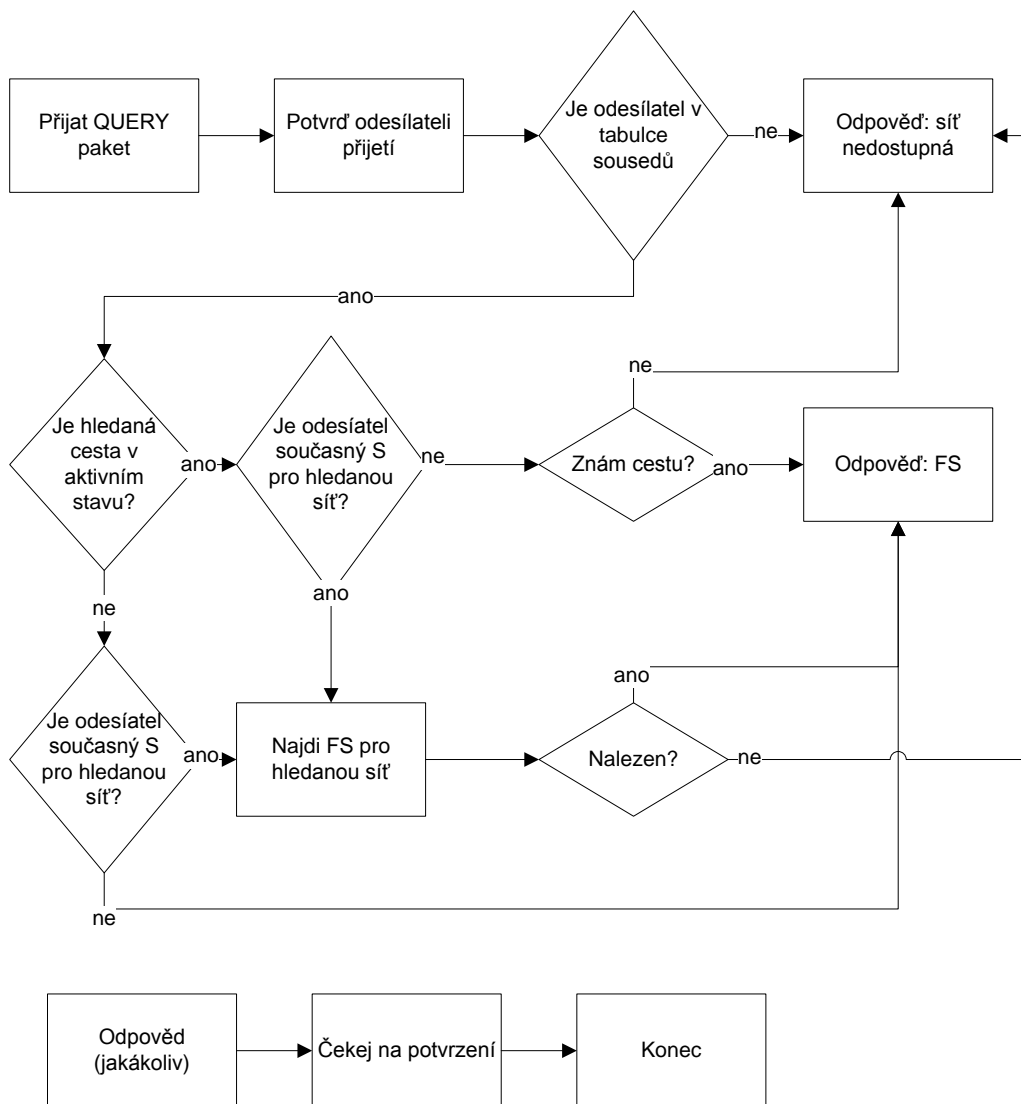 Přijat QUERY
paket
Potvrď odesílateli
přijetí
Je odesílatel v
tabulce
sousedů
ne
Odpověď: síť
nedostupná
ano
Je hledaná
cesta v
aktivním
stavu?
ano
Je odesíatel
současný S
pro hledanou
síť?
ne
Znám cestu?
ne
ano
Odpověď: FS
ne
ano
Je odesíatel
současný S
pro hledanou
síť?
ano
Najdi FS pro
hledanou síť
Nalezen?
ano
ne
ne
Odpověd
(jakákoliv)
Čekej na potvrzení
Konec